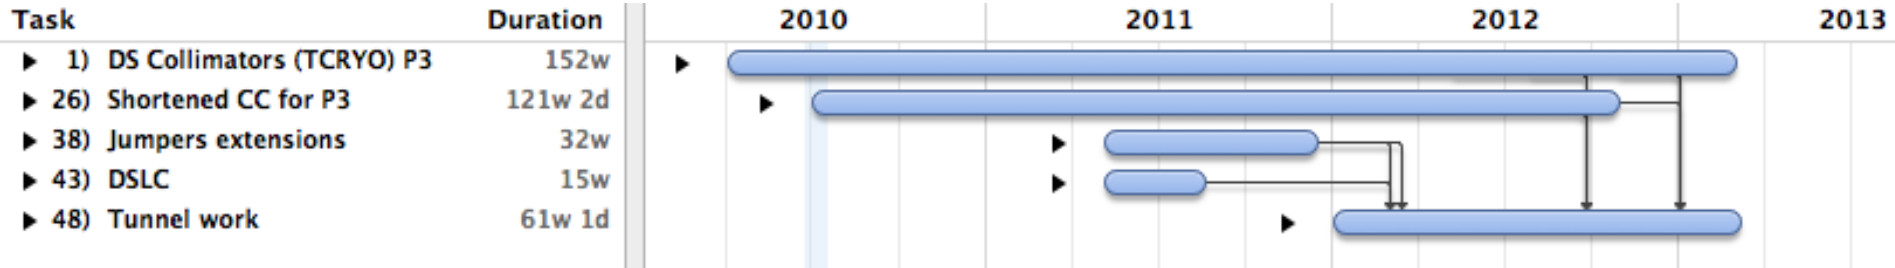 Task Duration 2010 2011 2012 2013
1) DS Collimators (TCRYO) P3 152w
26) Shortened CC for P3 121w 2d
38) Jumpers extensions 32w
43) DSLC 15w
48) Tunnel work 61w 1d